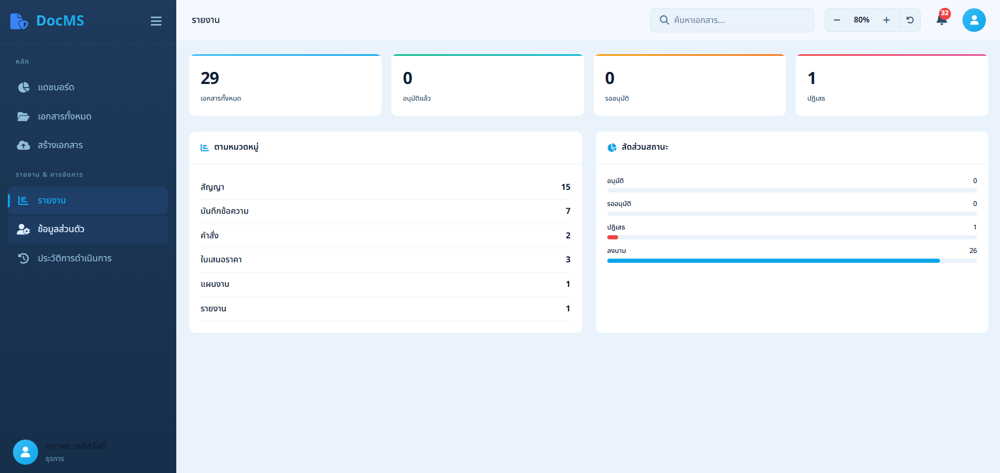 DocMS
หลัก
แดชบอร์ด
เอกสารทั้งหมด
สร้างเอกสาร
รายงาน & การจัดการ
รายงาน
ข้อมูลส่วนตัว
ประวัติการดำเนินการ
สุภาพร วงศ์สวัสดิ์
ธุรการ
รายงาน
ค้นหาเอกสาร...
80%
32
29
เอกสารทั้งหมด
0
อนุมัติแล้ว
0
รออนุมัติ
1
ปฏิเสธ
ตามหมวดหมู่
สัญญา 15
บันทึกข้อความ 7
คำสั่ง 2
ใบเสนอราคา 3
แผนงาน 1
รายงาน 1
สัดส่วนสถานะ
อนุมัติ 0
รออนุมัติ 0
ปฏิเสธ 1
ลงนาม 26